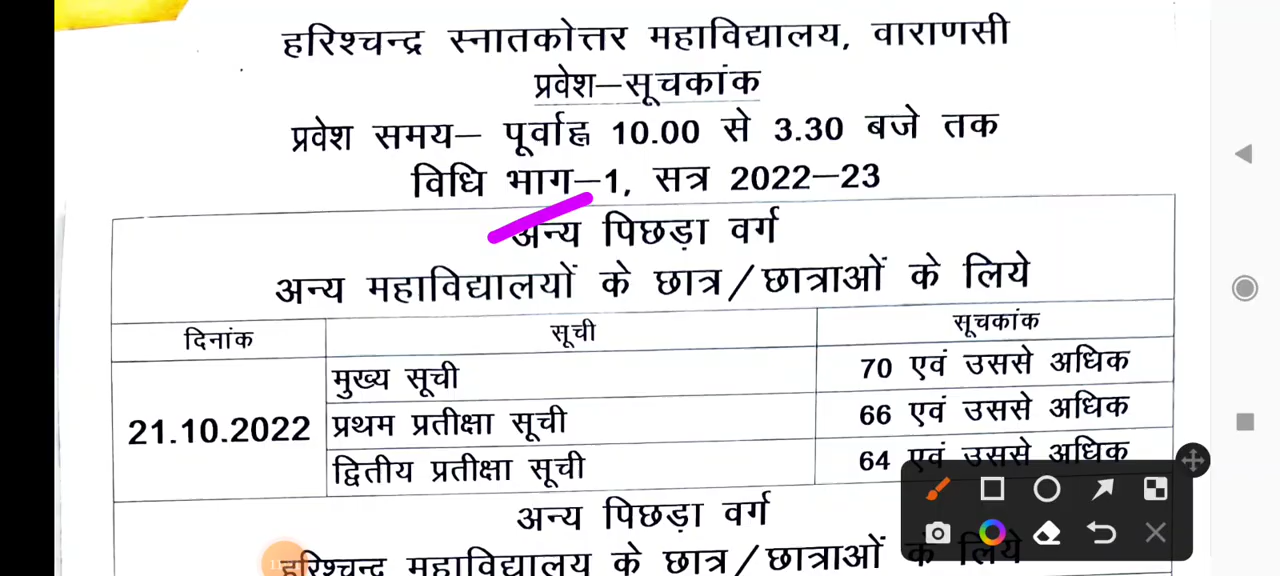 हरिश्चन्द्र स्नातकोत्तर महाविद्यालय, वाराणसी
प्रवेश–सूचकांक
प्रवेश समय– पूर्वाह्न 10.00 से 3.30 बजे तक
विधि भाग–1, सत्र 2022–23
अन्य पिछड़ा वर्ग
अन्य महाविद्यालयों के छात्र/छात्राओं के लिये
दिनांक सूची सूचकांक
मुख्य सूची 70 एवं उससे अधिक
21.10.2022 प्रथम प्रतीक्षा सूची 66 एवं उससे अधिक
द्वितीय प्रतीक्षा सूची 64 एवं उससे अधिक
अन्य पिछड़ा वर्ग
हरिश्चन्द्र महाविद्यालय के छात्र/छात्राओं के लिये